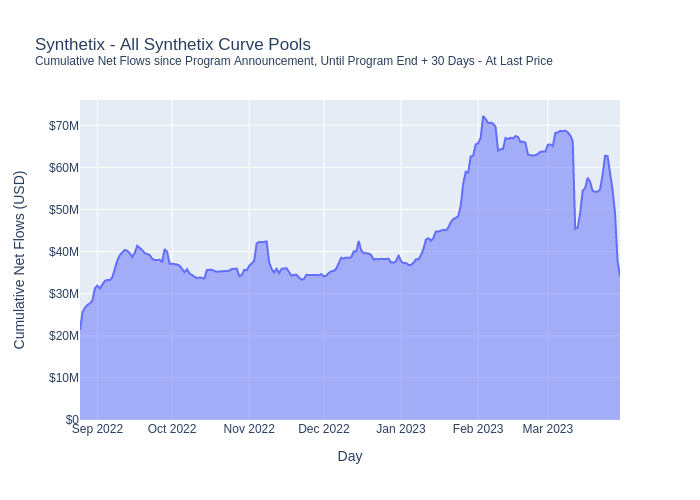 Synthetix - All Synthetix Curve Pools
Cumulative Net Flows since Program Announcement, Until Program End + 30 Days - At Last Price
Cumulative Net Flows (USD)
$70M
$60M
$50M
$40M
$30M
$20M
$10M
$0
Sep 2022 Oct 2022 Nov 2022 Dec 2022 Jan 2023 Feb 2023 Mar 2023
Day